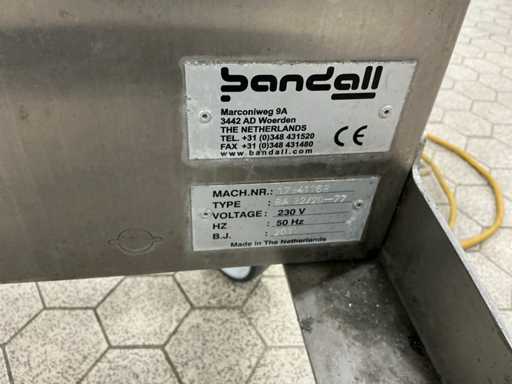 bandall
Marconiweg 9A
3442 AD Woerden
THE NETHERLANDS
TEL. +31 (0)348 431520
FAX +31 (0)348 431480
www.bandall.com
CE
MACH.NR.:
TYPE :
VOLTAGE : 230 V
HZ : 50 Hz
B.J. :
Made in The Netherlands